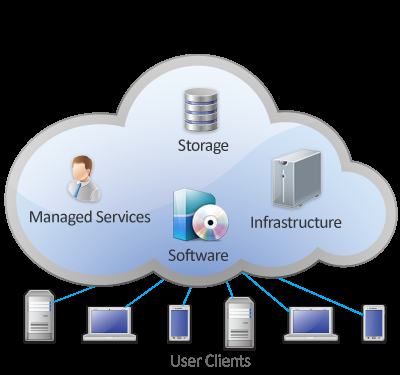 Storage
Managed Services
Infrastructure
Software
User Clients